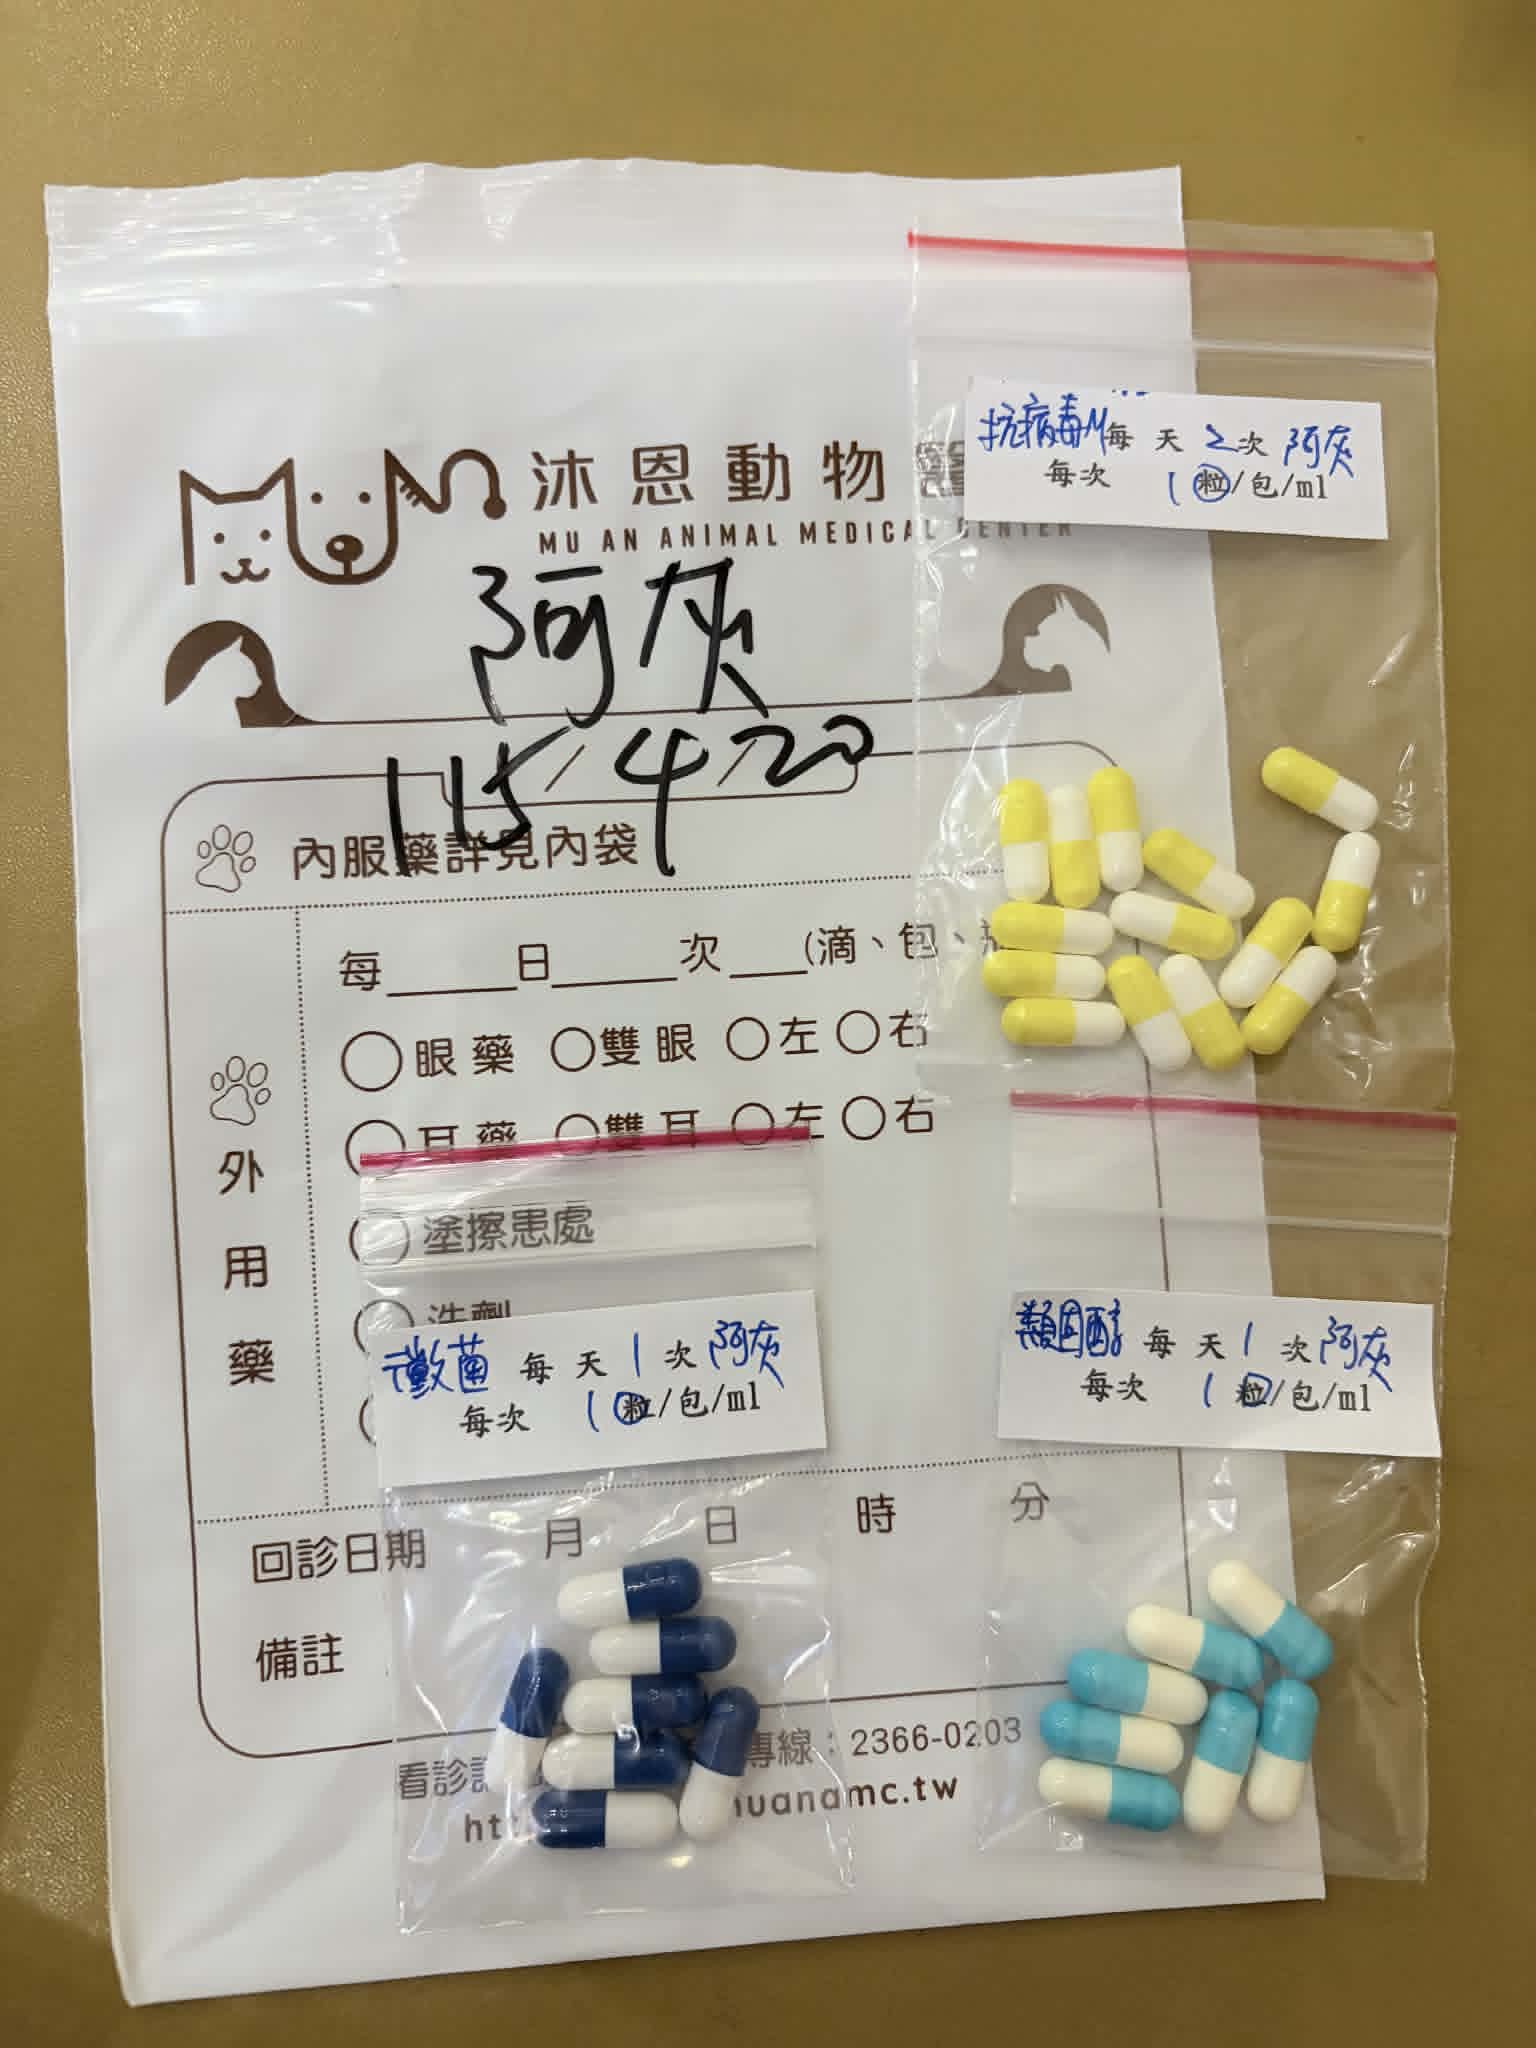 沐恩動物
MU AN ANIMAL MEDICAL CENTER
阿灰
115/4/20
內服藥詳見內袋
外用藥
每 日 次 (滴、包、
眼藥 雙眼 左 右
耳藥 雙耳 左 右
塗擦患處
洗劑
回診日期 月 日 時 分
備註
看診 專線：2366-0203
uanamc.tw
抗病毒M 每 天 2 次 阿灰
每次 1 粒/包/ml
黴菌 每 天 1 次 阿灰
每次 1 粒/包/ml
類固醇 每 天 1 次 阿灰
每次 1 粒/包/ml